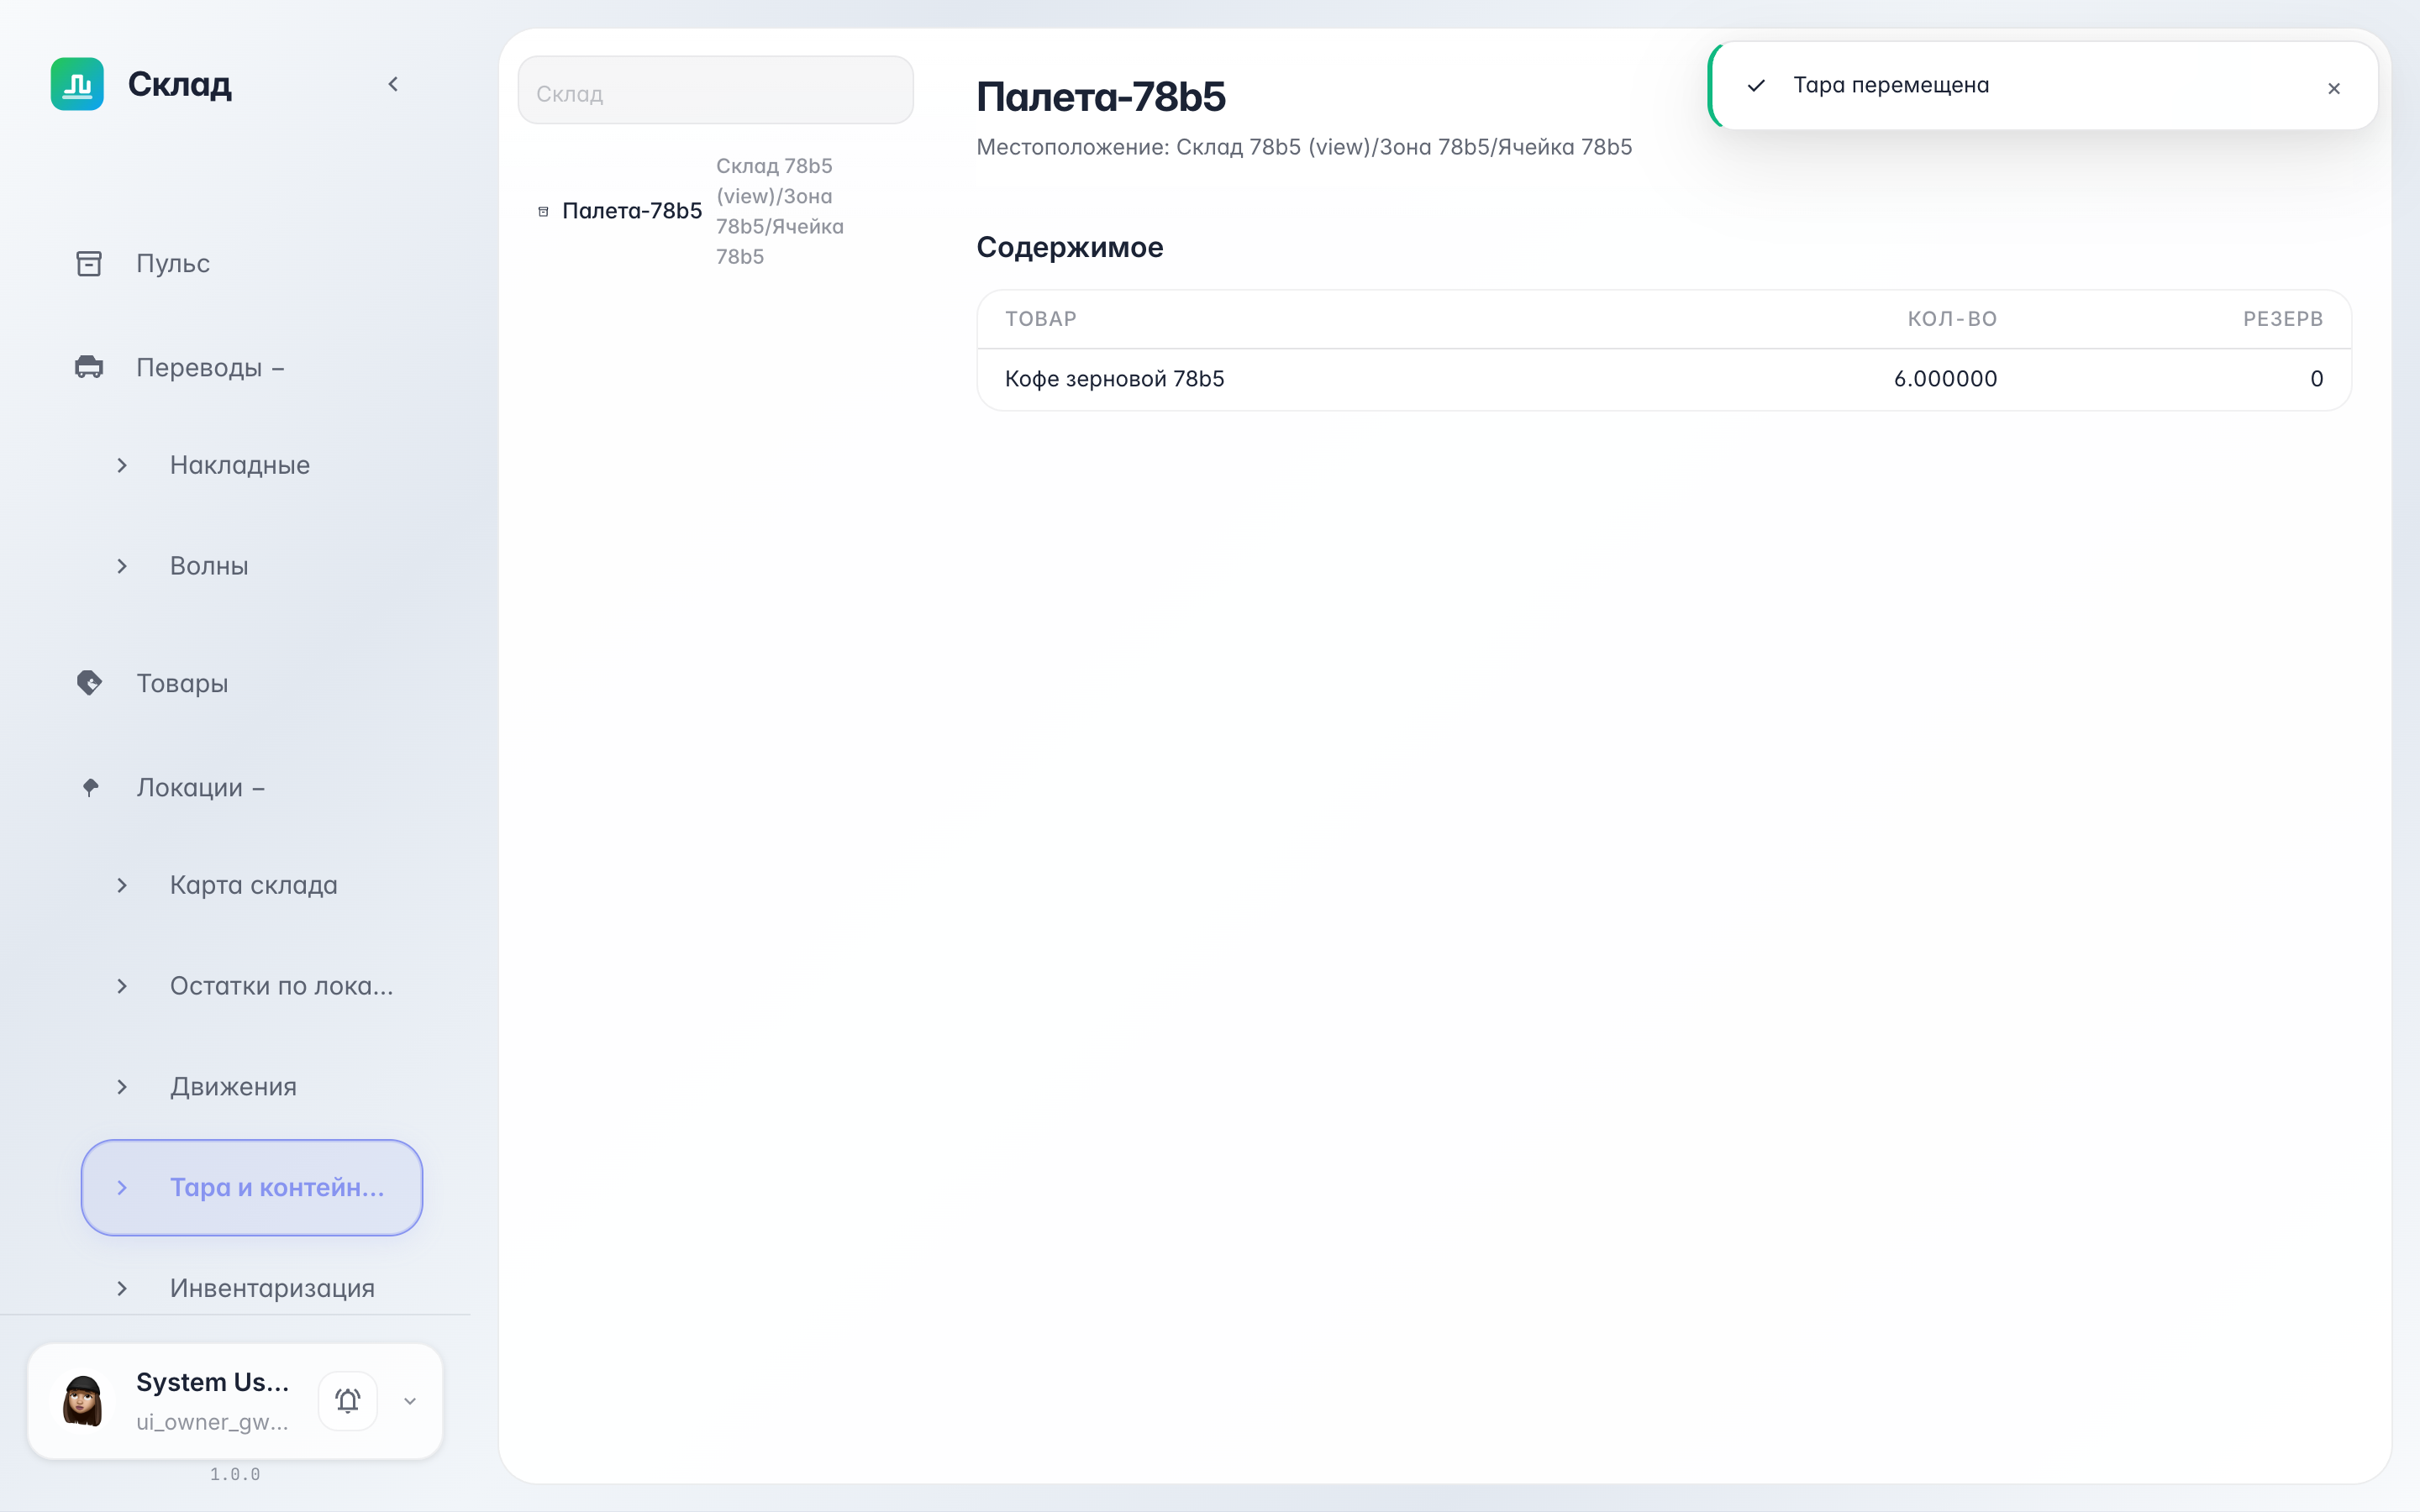 Склад
Пульс
Переводы –
Накладные
Волны
Товары
Локации –
Карта склада
Остатки по лока...
Движения
Тара и контейн...
Инвентаризация
System Us...
ui_owner_gw...
1.0.0
Склад
Палета-78b5
Склад 78b5
(view)/Зона
78b5/Ячейка
78b5
Палета-78b5
Местоположение: Склад 78b5 (view)/Зона 78b5/Ячейка 78b5
Тара перемещена
Содержимое
ТОВАР КОЛ-ВО РЕЗЕРВ
Кофе зерновой 78b5 6.000000 0